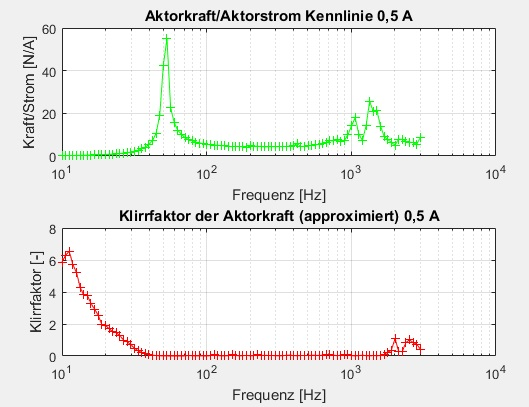 Aktorkraft/Aktorstrom Kennlinie 0,5 A
Kraft/Strom [N/A]
60
40
20
0
10^1
10^2
10^3
10^4
Frequenz [Hz]
Klirrfaktor der Aktorkraft (approximiert) 0,5 A
Klirrfaktor [-]
8
6
4
2
0
10^1
10^2
10^3
10^4
Frequenz [Hz]